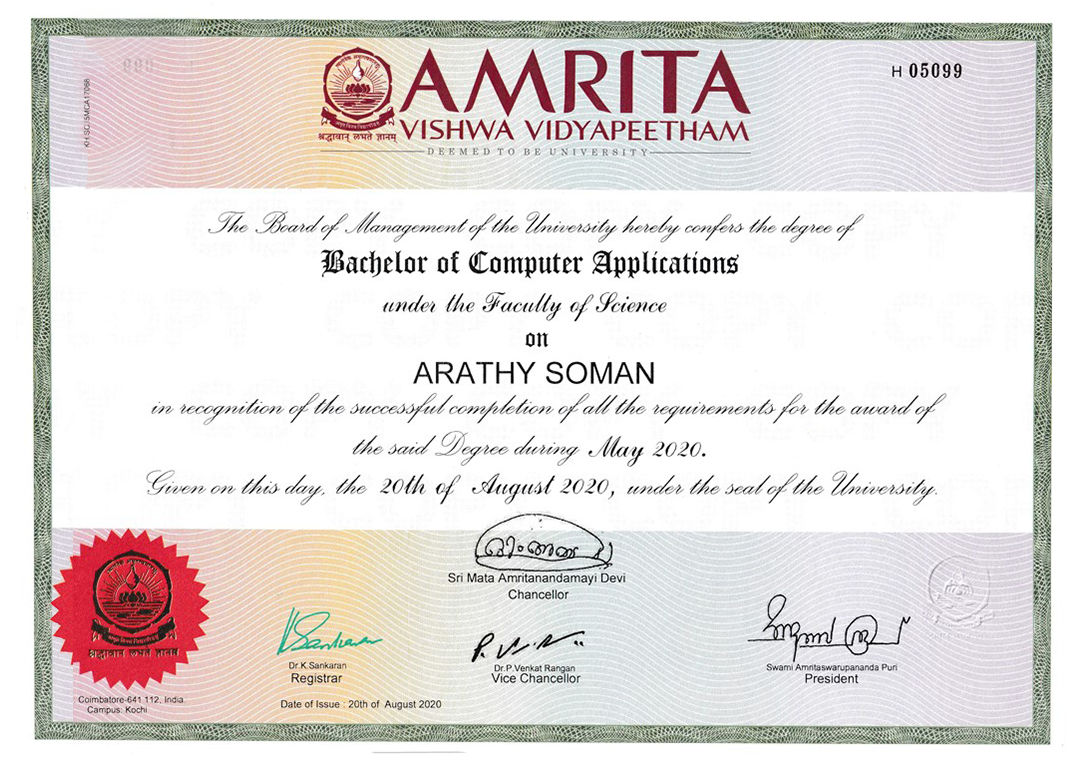 AMRITA
VISHWA VIDYAPEETHAM
DEEMED TO BE UNIVERSITY
श्रद्धावान् लभते ज्ञानम्
H 05099
The Board of Management of the University hereby confers the degree of
Bachelor of Computer Applications
under the Faculty of Science
on
ARATHY SOMAN
in recognition of the successful completion of all the requirements for the award of
the said Degree during May 2020.
Given on this day, the 20th of August 2020, under the seal of the University.
Sri Mata Amritanandamayi Devi
Chancellor
श्रद्धावान् लभते ज्ञानम्
Coimbatore-641 112, India
Campus: Kochi
Dr.K.Sankaran
Registrar
Date of Issue : 20th of August 2020
Dr.P.Venkat Rangan
Vice Chancellor
Swami Amritaswarupananda Puri
President